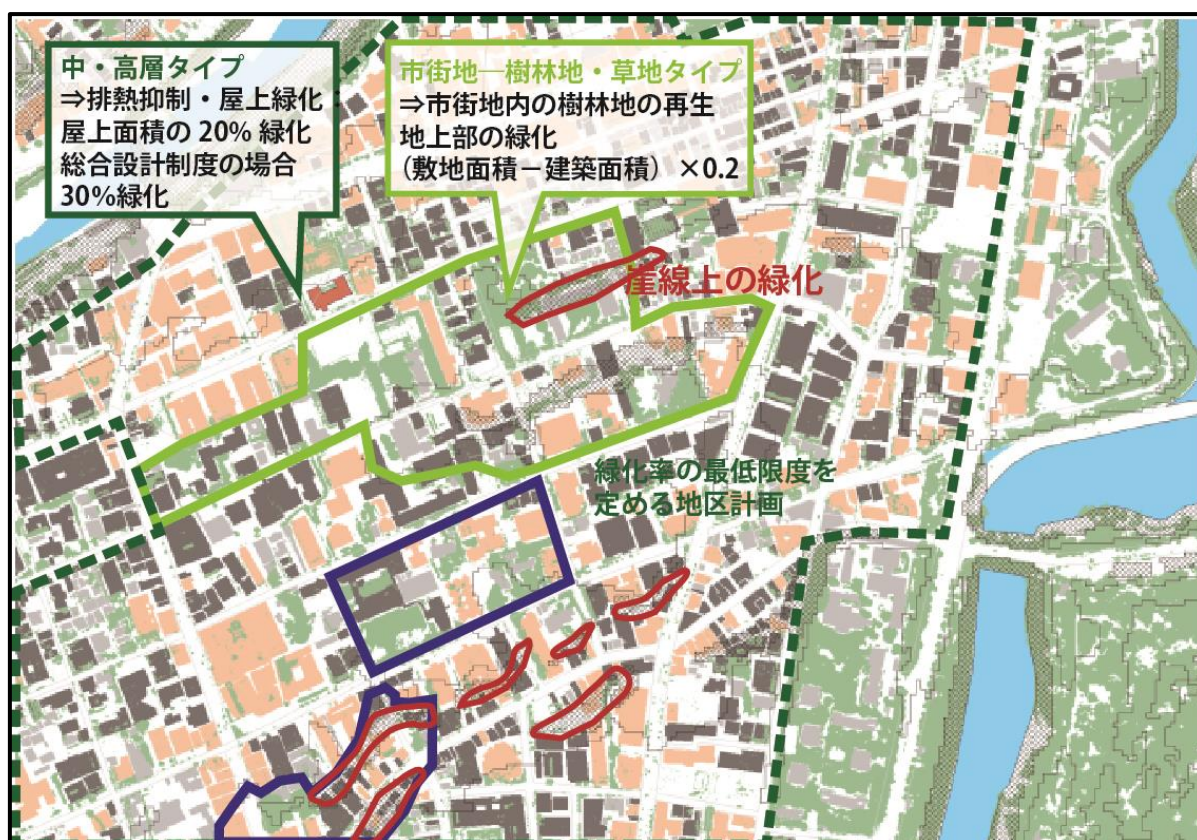 中・高層タイプ
⇒排熱抑制・屋上緑化
屋上面積の 20% 緑化
総合設計制度の場合
30%緑化
市街地―樹林地・草地タイプ
⇒市街地内の樹林地の再生
地上部の緑化
(敷地面積－建築面積）×0.2
崖線上の緑化
緑化率の最低限度を
定める地区計画